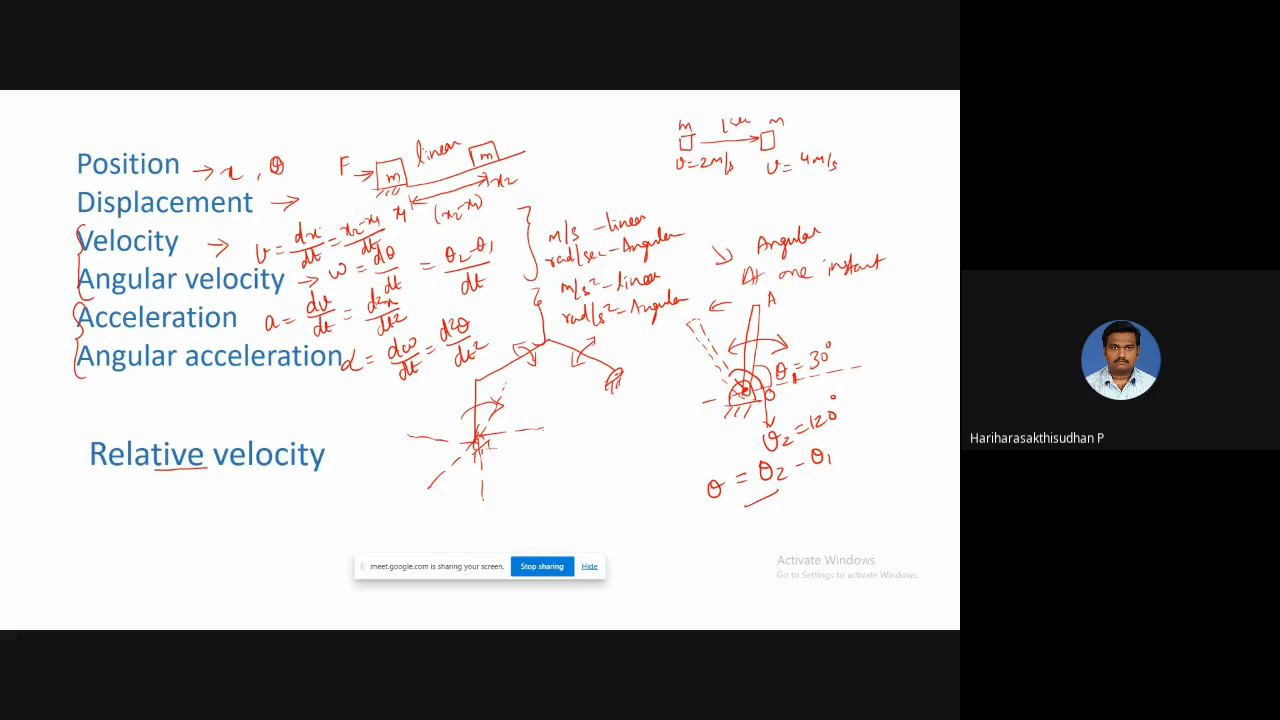 Position → x, θ
Displacement →
Velocity → v = dx/dt = x2-x1/dt
Angular velocity → ω = dθ/dt = θ2-θ1/dt
Acceleration a = dv/dt = d²x/dt²
Angular acceleration α = dω/dt = d²θ/dt²
Relative velocity
F → m linear m
x1 (x2-x1) x2
m/s - linear
rad/sec - Angular
m/s² - linear
rad/s² - Angular
m 1 sec m
v=2m/s v=4m/s
Angular
At one instant
A
θ1 = 30°
O
θ2=120°
θ = θ2 - θ1
meet.google.com is sharing your screen. Stop sharing Hide
Activate Windows
Go to Settings to activate Windows.
Hariharasakthisudhan P